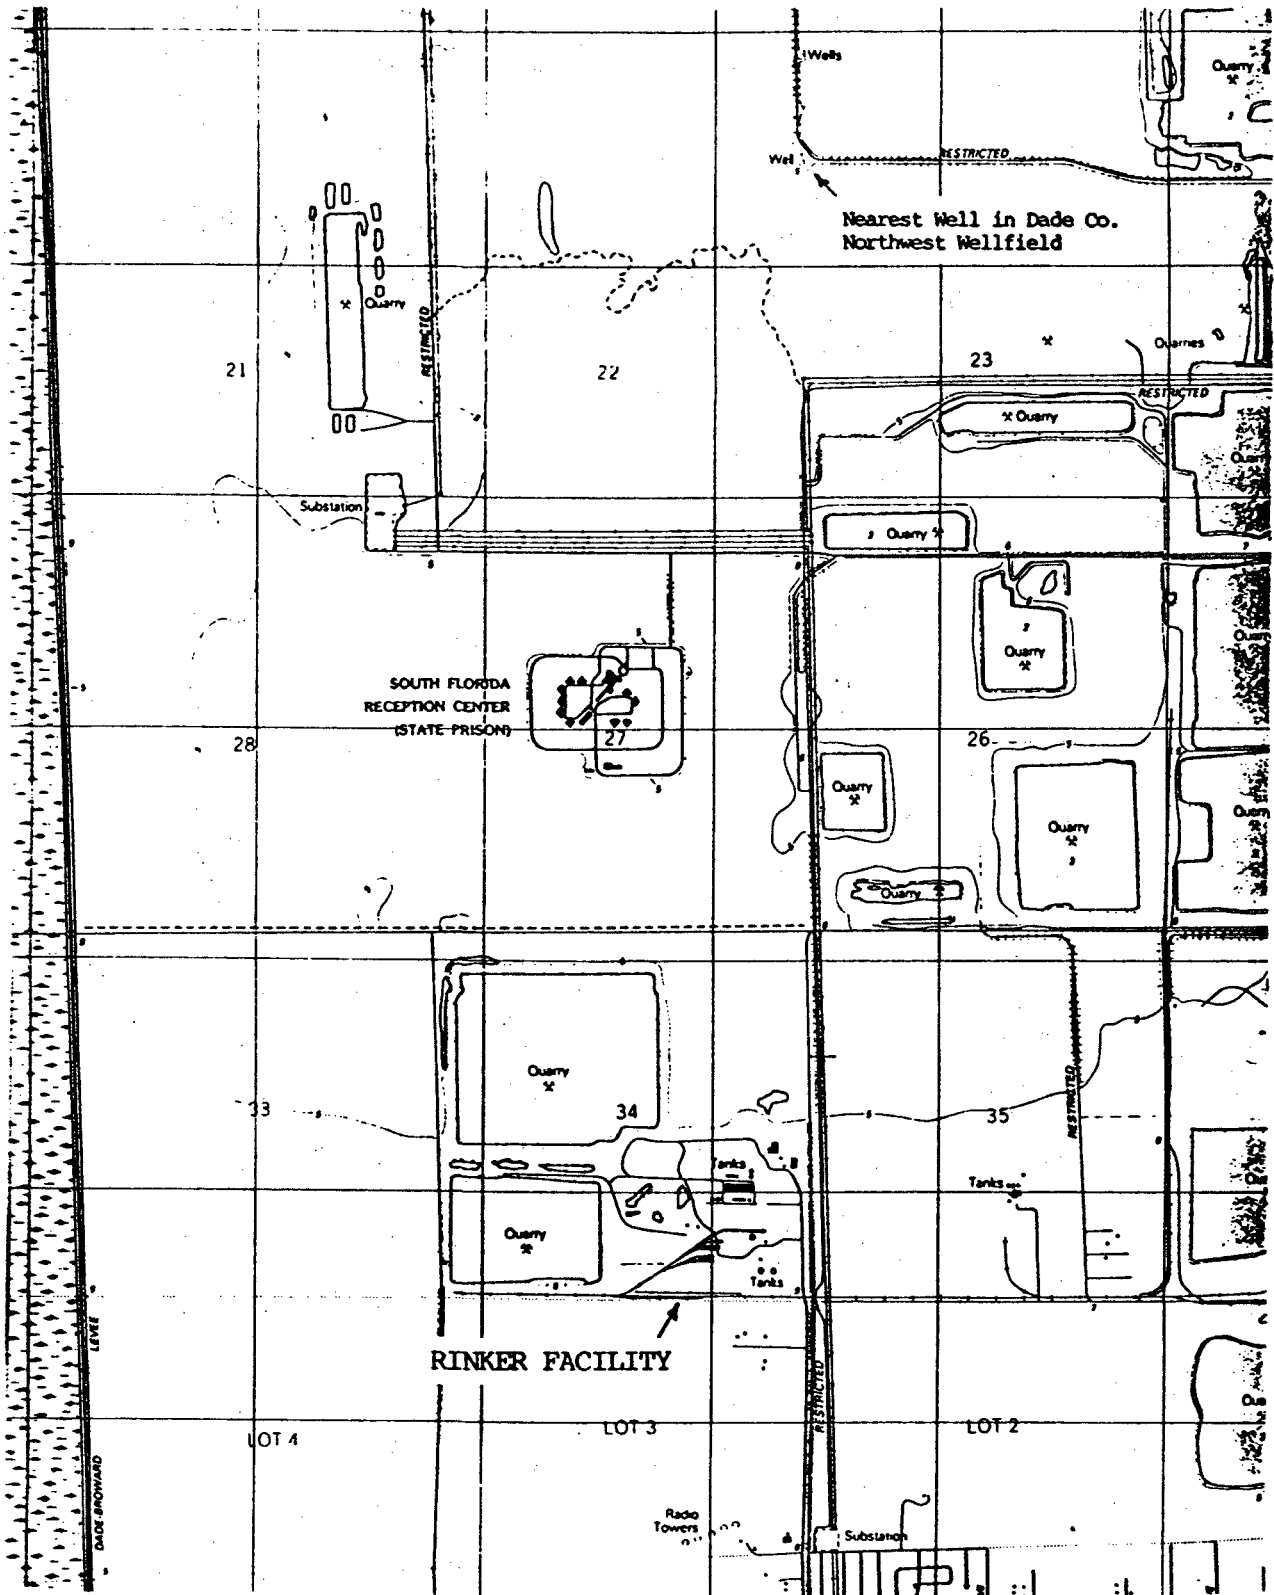 Wells
Quarry
RESTRICTED
Well
Nearest Well in Dade Co.
Northwest Wellfield
Quarry
RESTRICTED
Quarries
21
22
23
RESTRICTED
Quarry
Substation
Quarry
Quarry
SOUTH FLORIDA
RECEPTION CENTER
(STATE PRISON)
28
27
26
Quarry
Quarry
Quarry
Quarry
33
34
35
RESTRICTED
Tanks
Tanks
Quarry
Tanks
LEVEE
RINKER FACILITY
RESTRICTED
LOT 4
LOT 3
LOT 2
DADE-BROWARD
Radio
Towers
Substation